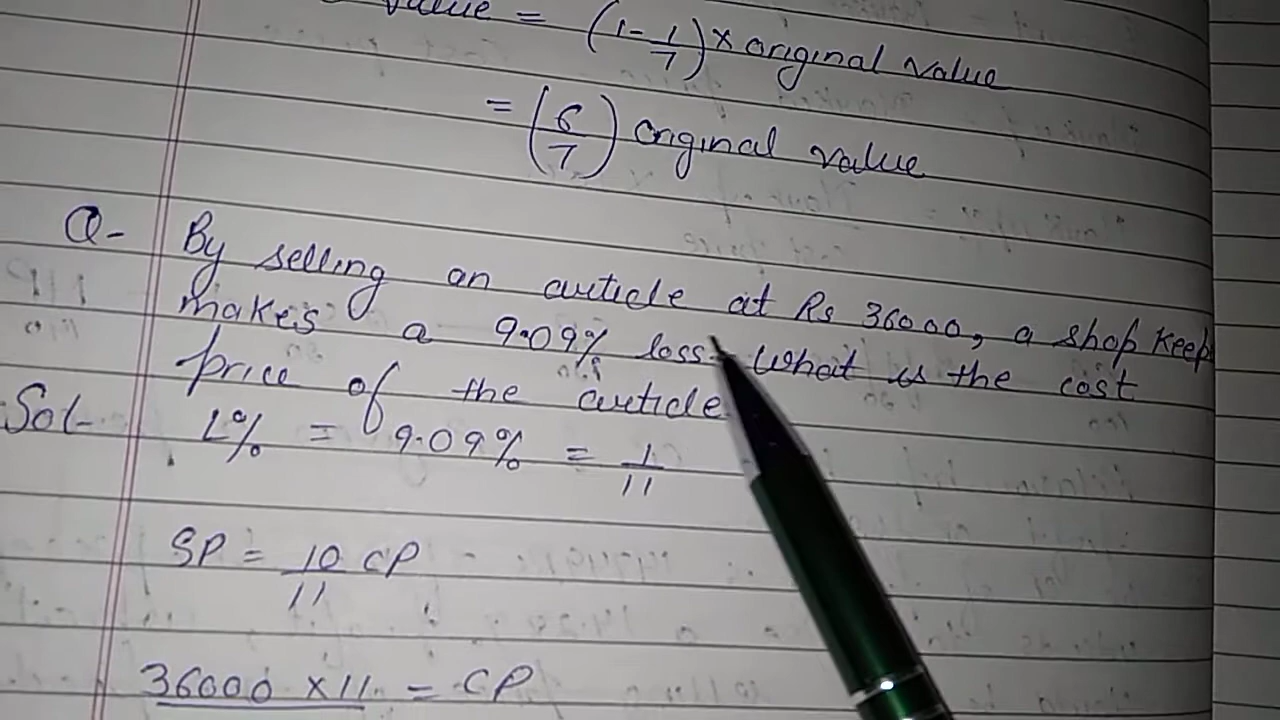 value = (1 - 1/7) × original value
= (6/7) original value
Q- By selling an article at Rs 36000, a shop keep
makes a 9.09% loss. What is the cost
price of the article.
Sol- L% = 9.09% = 1/11
SP = 10/11 CP
36000 × 11 = CP